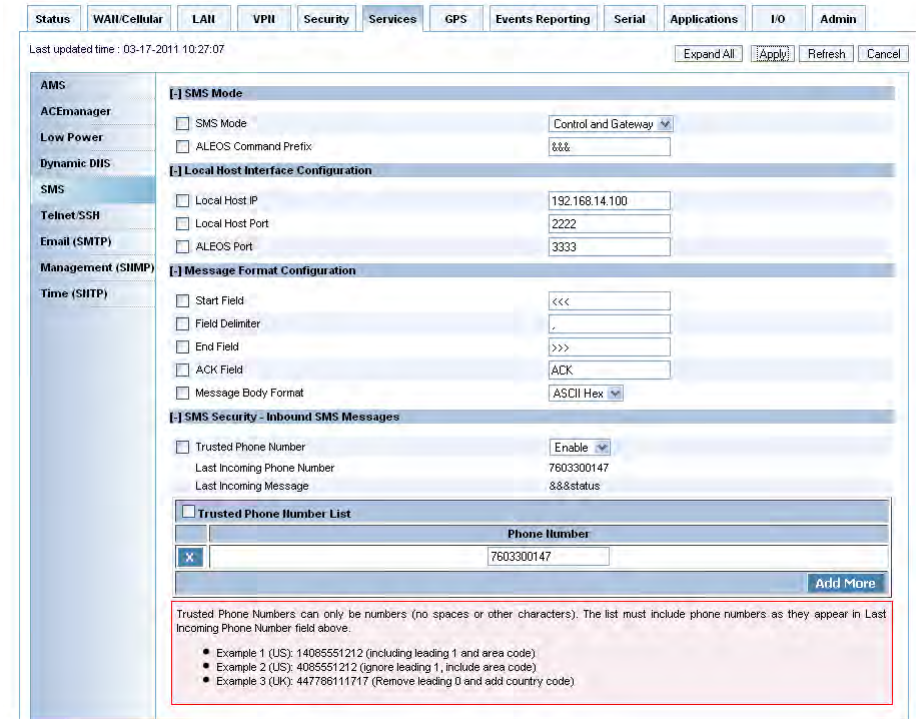 Status WAN/Cellular LAN VPN Security Services GPS Events Reporting Serial Applications I/O Admin
Last updated time : 03-17-2011 10:27:07
Expand All Apply Refresh Cancel
AMS
ACEmanager
Low Power
Dynamic DNS
SMS
Telnet/SSH
Email (SMTP)
Management (SNMP)
Time (SNTP)
[-] SMS Mode
SMS Mode Control and Gateway
ALEOS Command Prefix &&&
[-] Local Host Interface Configuration
Local Host IP 192.168.14.100
Local Host Port 2222
ALEOS Port 3333
[-] Message Format Configuration
Start Field <<<
Field Delimiter ,
End Field >>>
ACK Field ACK
Message Body Format ASCII Hex
[-] SMS Security - Inbound SMS Messages
Trusted Phone Number Enable
Last Incoming Phone Number 7603300147
Last Incoming Message &&&status
Trusted Phone Number List
Phone Number
X 7603300147
Add More
Trusted Phone Numbers can only be numbers (no spaces or other characters). The list must include phone numbers as they appear in Last
Incoming Phone Number field above.
• Example 1 (US): 14085551212 (including leading 1 and area code)
• Example 2 (US): 4085551212 (ignore leading 1, include area code)
• Example 3 (UK): 447786111717 (Remove leading 0 and add country code)